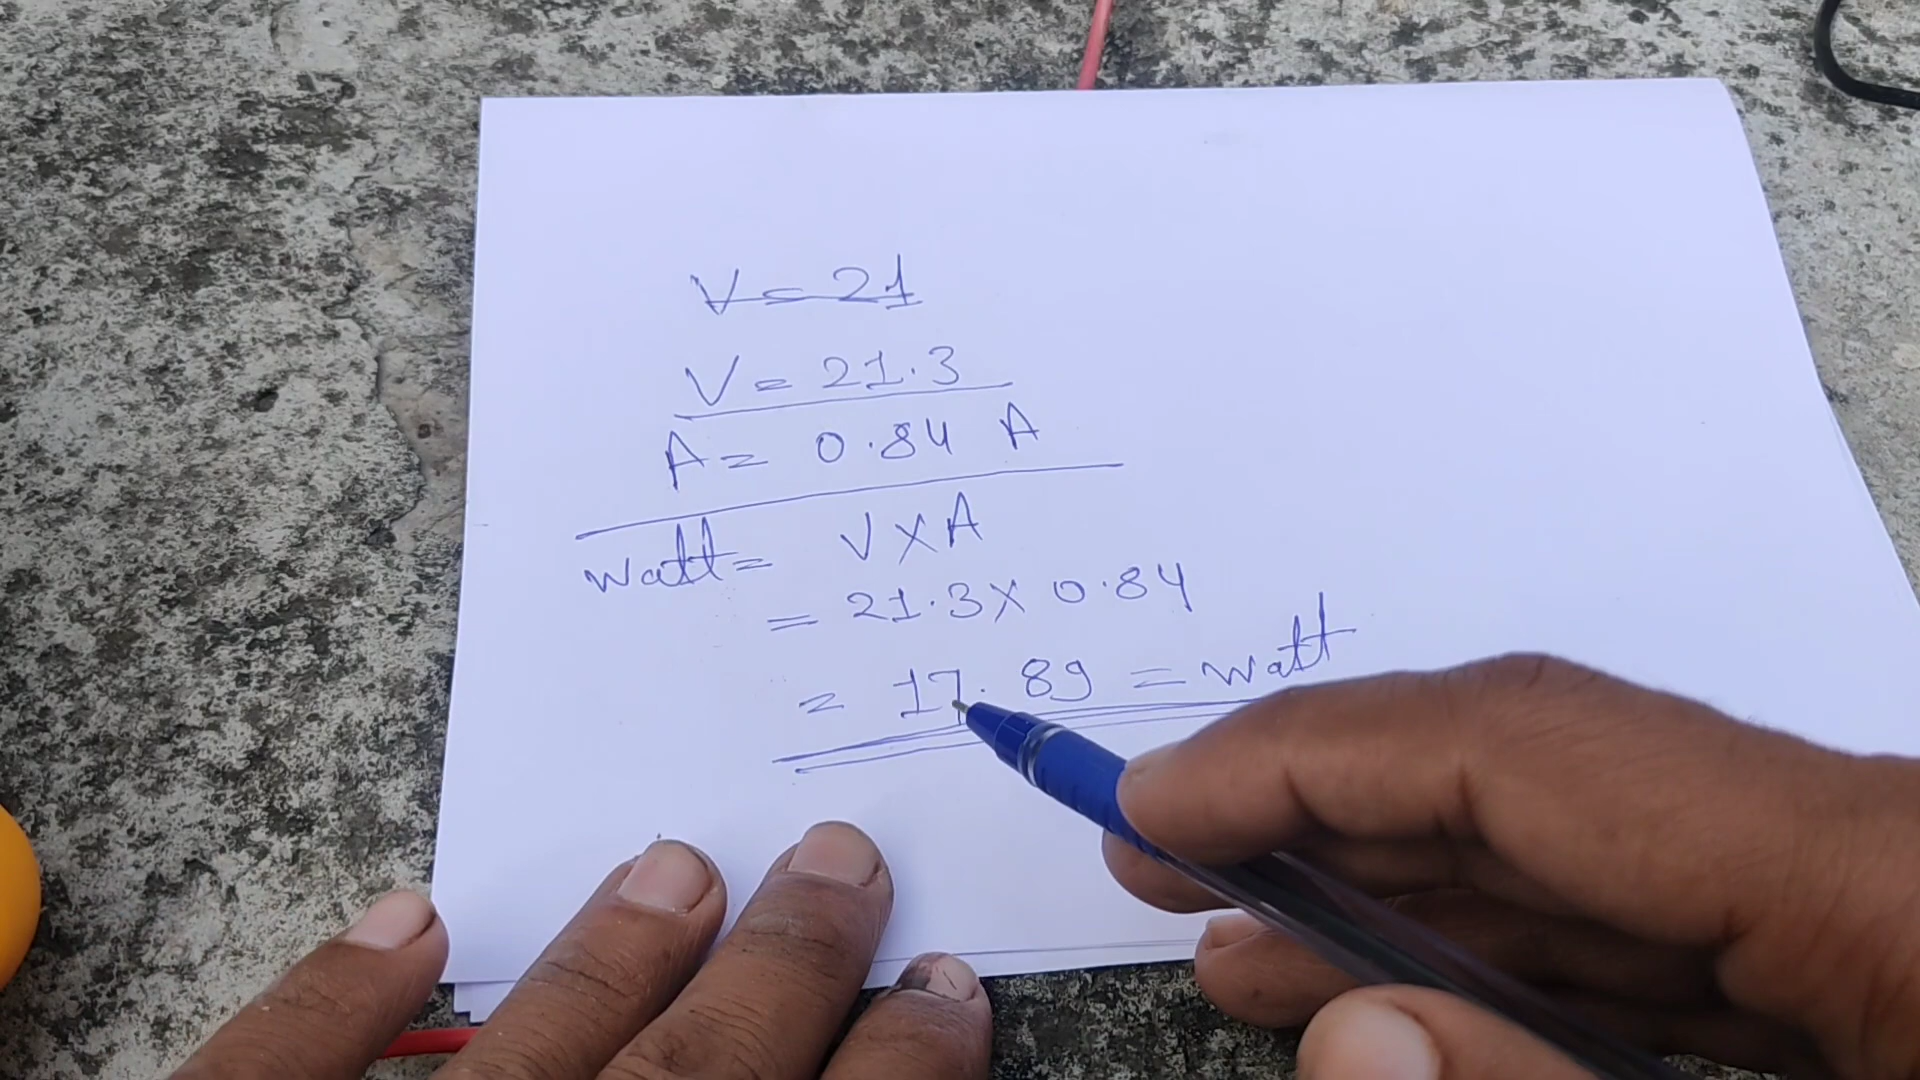 V = 21
V = 21.3
A = 0.84 A
Watt = V X A
= 21.3 X 0.84
= 17.89 = Watt